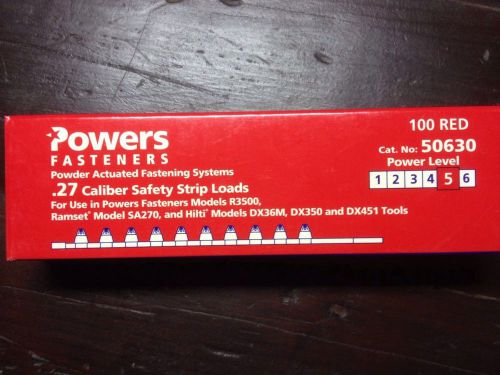 Powers
FASTENERS
Powder Actuated Fastening Systems
.27 Caliber Safety Strip Loads
For Use in Powers Fasteners Models R3500,
Ramset® Model SA270, and Hilti® Models DX36M, DX350 and DX451 Tools
100 RED
Cat. No: 50630
Power Level
1 2 3 4 5 6